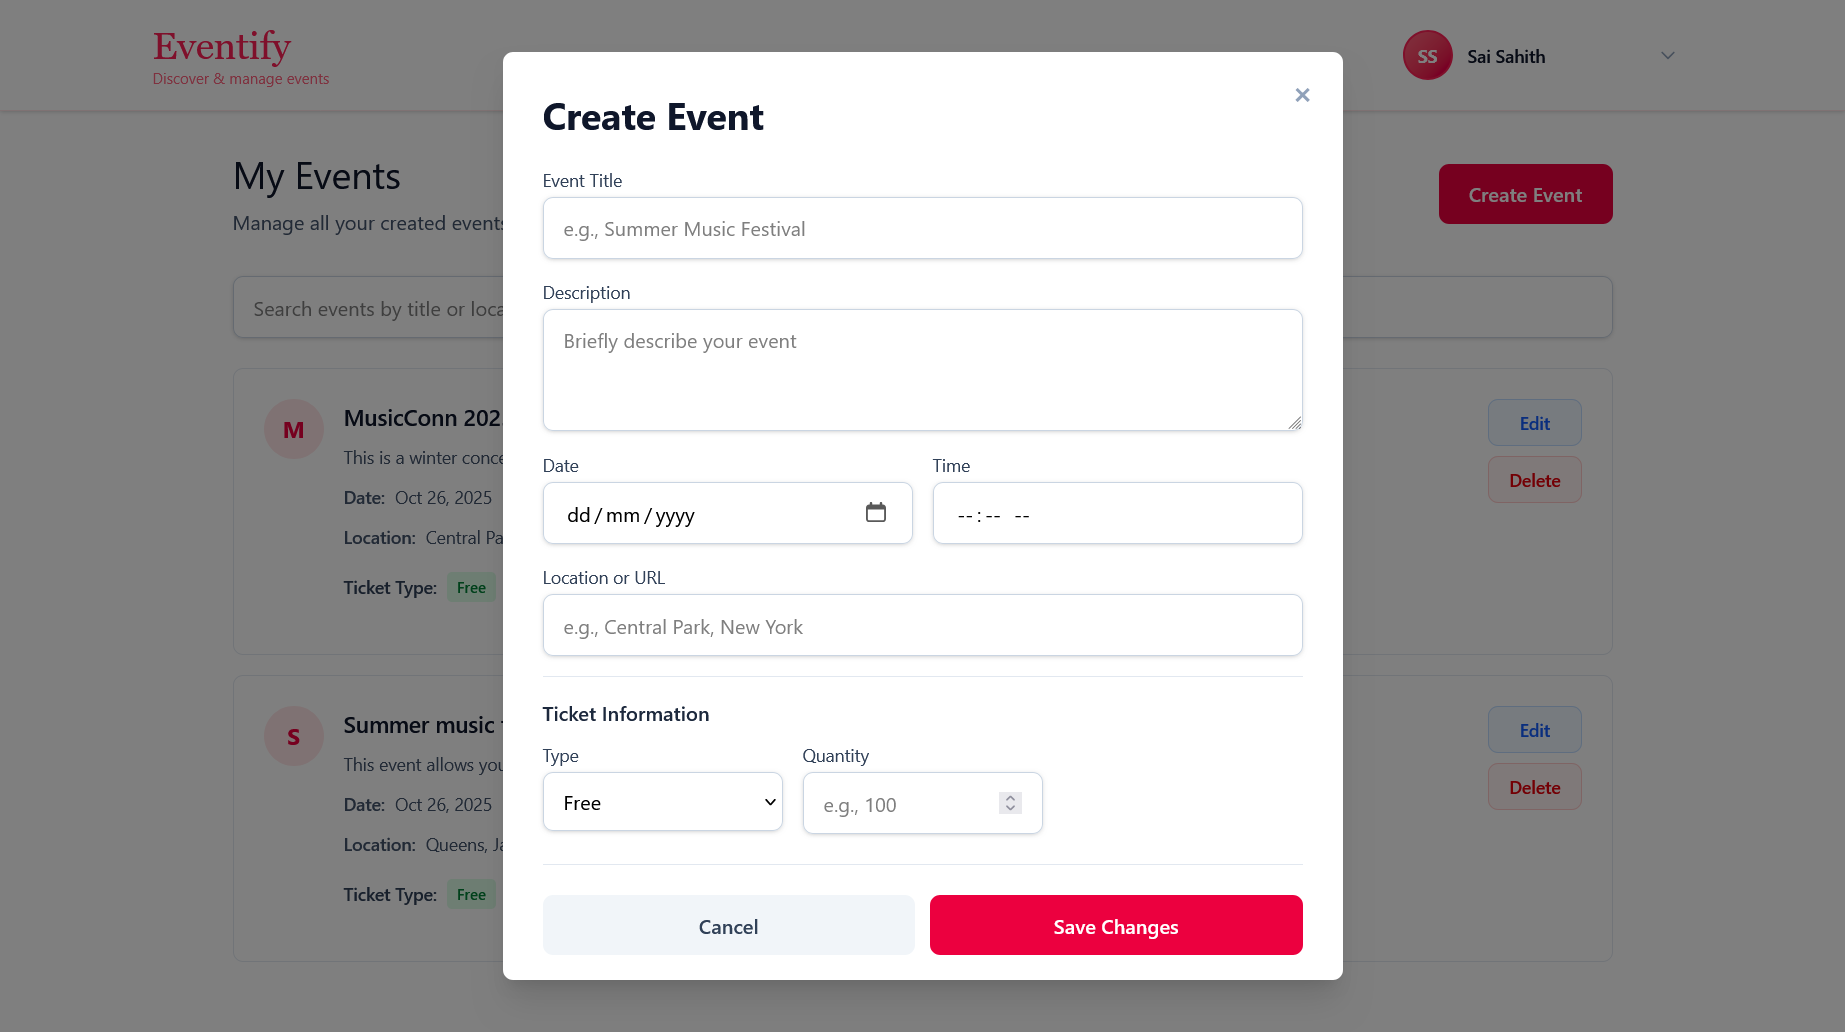 Eventify
Discover & manage events
SS
Sai Sahith
My Events
Manage all your created events
Create Event
Search events by title or loca
M
MusicConn 202
This is a winter conce
Date: Oct 26, 2025
Location: Central Pa
Ticket Type: Free
Edit
Delete
S
Summer music
This event allows you
Date: Oct 26, 2025
Location: Queens, Ja
Ticket Type: Free
Edit
Delete
Create Event
×
Event Title
e.g., Summer Music Festival
Description
Briefly describe your event
Date
Time
dd/mm/yyyy
--:-- --
Location or URL
e.g., Central Park, New York
Ticket Information
Type
Quantity
Free
e.g., 100
Cancel
Save Changes